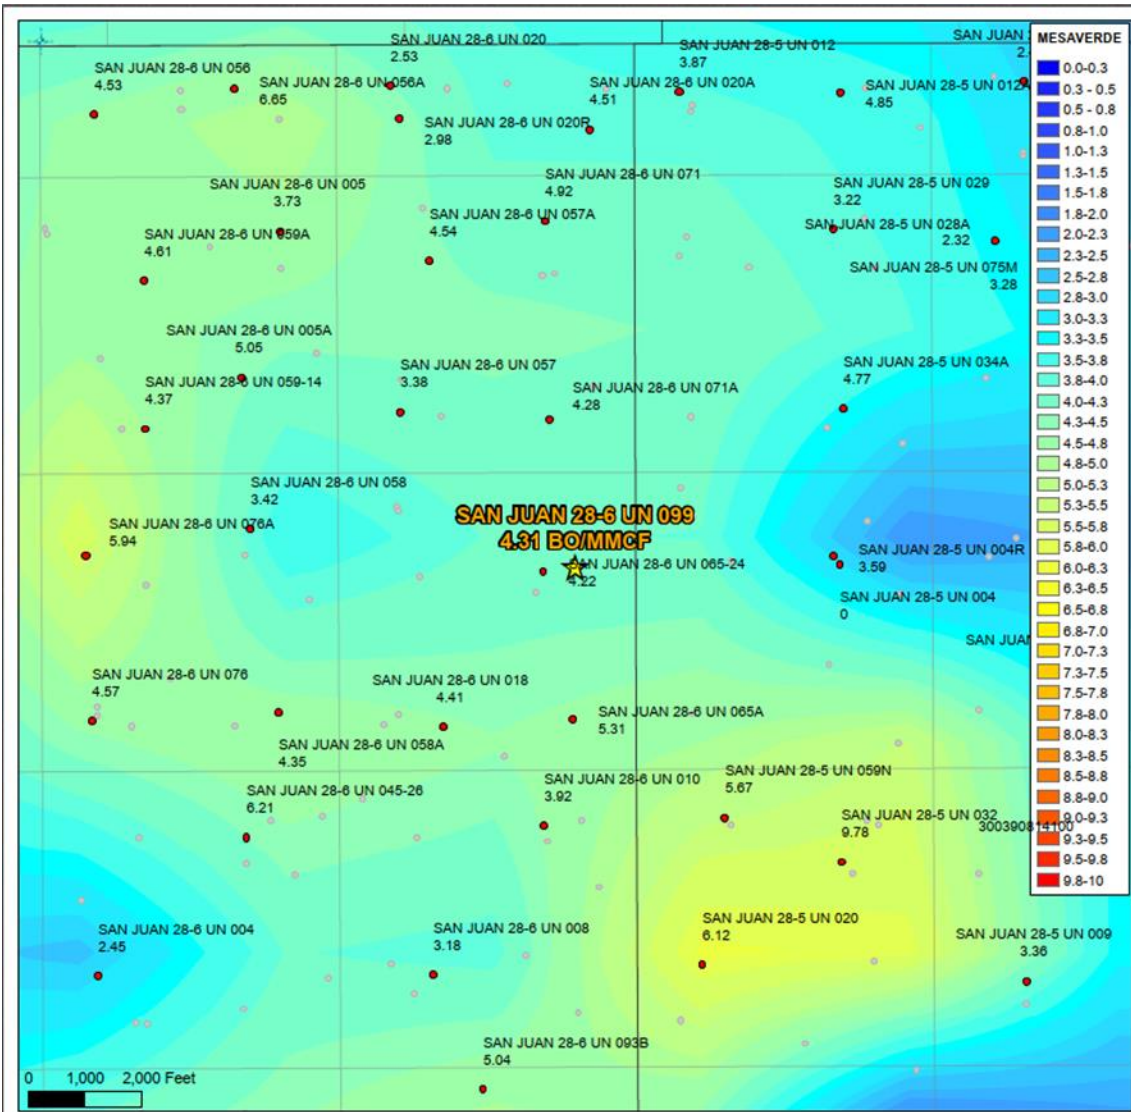 SAN JUAN 28-6 UN 056
4.53
6.65
SAN JUAN 28-6 UN 056A
SAN JUAN 28-6 UN 020
2.53
SAN JUAN 28-6 UN 020R
2.98
SAN JUAN 28-6 UN 020A
4.51
SAN JUAN 28-5 UN 012
3.87
SAN JUAN 28-5 UN 012A
4.85
SAN JUAN
SAN JUAN 28-6 UN 005
3.73
SAN JUAN 28-6 UN 059A
4.61
SAN JUAN 28-6 UN 071
4.92
SAN JUAN 28-6 UN 057A
4.54
SAN JUAN 28-5 UN 029
3.22
SAN JUAN 28-5 UN 028A
2.32
SAN JUAN 28-5 UN 075M
3.28
SAN JUAN 28-6 UN 005A
5.05
SAN JUAN 28-6 UN 059-14
4.37
SAN JUAN 28-6 UN 057
3.38
SAN JUAN 28-6 UN 071A
4.28
SAN JUAN 28-5 UN 034A
4.77
SAN JUAN 28-6 UN 058
3.42
SAN JUAN 28-6 UN 076A
5.94
SAN JUAN 28-6 UN 099
4.31 BO/MMCF
SAN JUAN 28-6 UN 065-24
4.22
SAN JUAN 28-5 UN 004R
3.59
SAN JUAN 28-5 UN 004
0
SAN JUAN
SAN JUAN 28-6 UN 076
4.57
SAN JUAN 28-6 UN 018
4.41
SAN JUAN 28-6 UN 065A
5.31
SAN JUAN 28-6 UN 058A
4.35
SAN JUAN 28-6 UN 045-26
6.21
SAN JUAN 28-6 UN 010
3.92
SAN JUAN 28-5 UN 059N
5.67
SAN JUAN 28-5 UN 032
9.78
300390814100
SAN JUAN 28-6 UN 004
2.45
SAN JUAN 28-6 UN 008
3.18
SAN JUAN 28-5 UN 020
6.12
SAN JUAN 28-5 UN 009
3.36
SAN JUAN 28-6 UN 093B
5.04
0 1,000 2,000 Feet
MESAVERDE
0.0-0.3
0.3 - 0.5
0.5 - 0.8
0.8-1.0
1.0-1.3
1.3-1.5
1.5-1.8
1.8-2.0
2.0-2.3
2.3-2.5
2.5-2.8
2.8-3.0
3.0-3.3
3.3-3.5
3.5-3.8
3.8-4.0
4.0-4.3
4.3-4.5
4.5-4.8
4.8-5.0
5.0-5.3
5.3-5.5
5.5-5.8
5.8-6.0
6.0-6.3
6.3-6.5
6.5-6.8
6.8-7.0
7.0-7.3
7.3-7.5
7.5-7.8
7.8-8.0
8.0-8.3
8.3-8.5
8.5-8.8
8.8-9.0
9.0-9.3
9.3-9.5
9.5-9.8
9.8-10